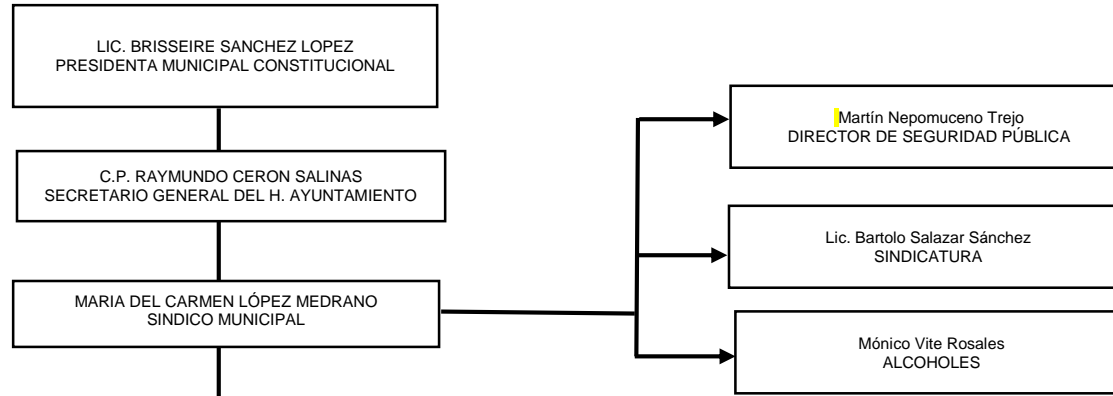 LIC. BRISSEIRE SANCHEZ LOPEZ
PRESIDENTA MUNICIPAL CONSTITUCIONAL
C.P. RAYMUNDO CERON SALINAS
SECRETARIO GENERAL DEL H. AYUNTAMIENTO
MARIA DEL CARMEN LÓPEZ MEDRANO
SINDICO MUNICIPAL
Martín Nepomuceno Trejo
DIRECTOR DE SEGURIDAD PÚBLICA
Lic. Bartolo Salazar Sánchez
SINDICATURA
Mónico Vite Rosales
ALCOHOLES